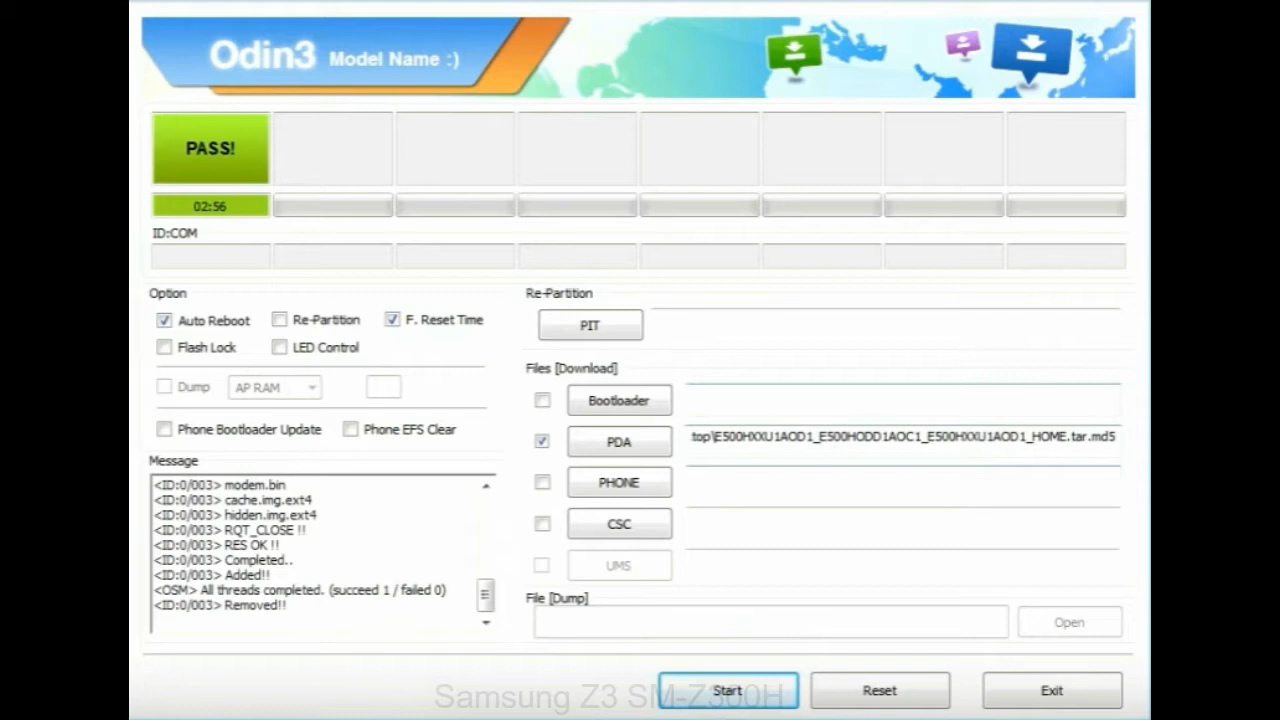 Odin3 Model Name :)
PASS!
02:56
ID:COM
Option
Auto Reboot
Re-Partition
F. Reset Time
Flash Lock
LED Control
Dump
AP RAM
Phone Bootloader Update
Phone EFS Clear
Message
<ID:0/003> modem.bin
<ID:0/003> cache.img.ext4
<ID:0/003> hidden.img.ext4
<ID:0/003> RQT_CLOSE !!
<ID:0/003> RES OK !!
<ID:0/003> Completed..
<ID:0/003> Added!!
<OSM> All threads completed. (succeed 1 / failed 0)
<ID:0/003> Removed!!
Re-Partition
PIT
Files [Download]
Bootloader
PDA
top\E500HXXU1AOD1_E500HODD1AOC1_E500HXXU1AOD1_HOME.tar.md5
PHONE
CSC
UMS
File [Dump]
Open
Start
Reset
Exit
Samsung Z3 SM-Z300H